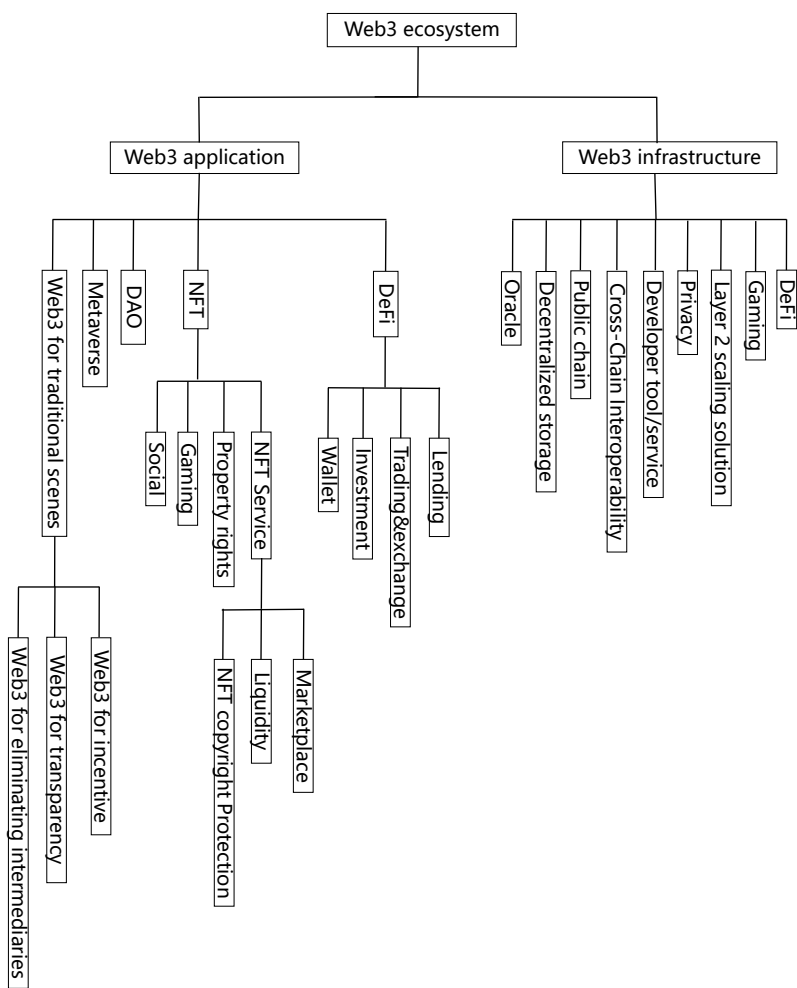 Web3 ecosystem
Web3 application
Web3 infrastructure
Web3 for traditional scenes
Metaverse
DAO
NFT
DeFi
Oracle
Decentralized storage
Public chain
Cross-Chain Interoperability
Developer tool/service
Privacy
Layer 2 scaling solution
Gaming
DeFi
Social
Gaming
Property rights
NFT Service
Wallet
Investment
Trading&exchange
Lending
Web3 for eliminating intermediaries
Web3 for transparency
Web3 for incentive
NFT copyright Protection
Liquidity
Marketplace